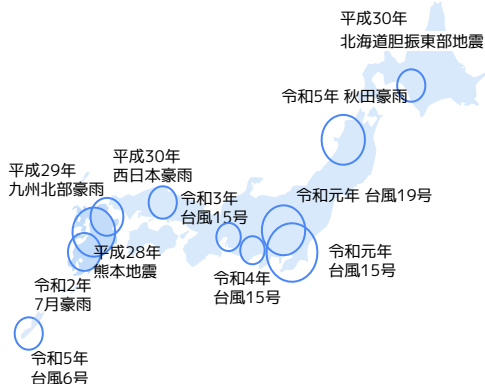 平成30年
北海道胆振東部地震
令和5年 秋田豪雨
平成30年
西日本豪雨
平成29年
九州北部豪雨
令和3年
台風15号
令和元年 台風19号
平成28年
熊本地震
令和元年
台風15号
令和4年
台風15号
令和2年
7月豪雨
令和5年
台風6号